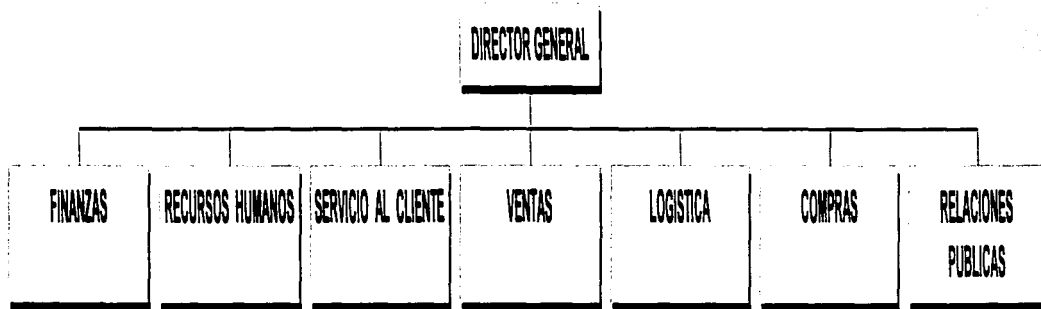 DIRECTOR GENERAL
FINANZAS
RECURSOS HUMANOS
SERVICIO AL CLIENTE
VENTAS
LOGISTICA
COMPRAS
RELACIONES
PUBLICAS